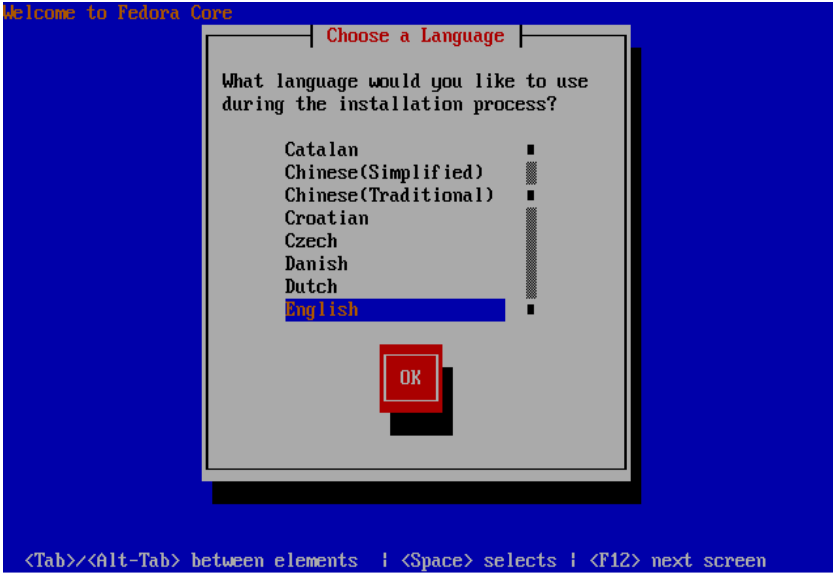 Welcome to Fedora Core
Choose a Language
What language would you like to use
during the installation process?
Catalan
Chinese(Simplified)
Chinese(Traditional)
Croatian
Czech
Danish
Dutch
English
OK
<Tab>/<Alt-Tab> between elements | <Space> selects | <F12> next screen